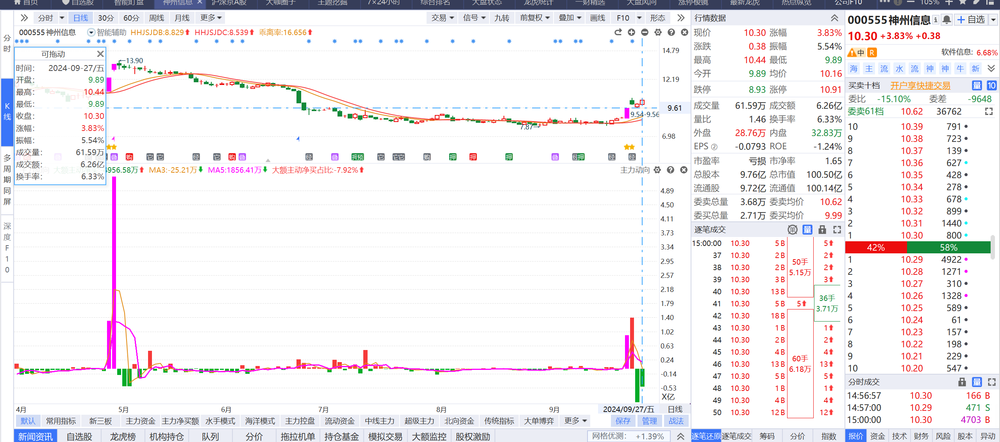 首页 自选股 智能盯盘 神州信息 沪深京A股 大咖圈子 主题挖掘 7×24小时 综合排名 大盘状态 龙虎统计 一财精选 大盘风向 涨停棱镜 最新龙虎 热点纵览 公司F10 105%
分时 日线 30分 60分 周线 月线 更多 交易 信号 九转 前复权 叠加 画线 F10 形态
000555 神州信息 智能辅助 HHJSJDB:8.829 HHJSJDC:8.539 乖离率:16.656
分时
K线
多周期同屏
深度F10
可拖动
时间: 2024-09-27/五
开盘: 9.89
最高: 10.44
最低: 9.89
收盘: 10.30
涨幅: 3.83%
振幅: 5.54%
成交量: 61.59万
成交额: 6.26亿
换手率: 6.33%
←13.90
9.54-9.56
7.87→
14.79
12.19
9.61
6.98
叠 购 它 它 经 它 购 叠 经 叠 押 预 它 它 它 购 押 押 押 叠 经 押 经 经
主力动向 大额主动净买:-4956.58万 MA3:-25.21万 MA5:1856.41万 大额主动净买占比:-7.92% 主力动向
4.89
4.50
4.11
3.73
3.34
2.95
2.57
2.18
1.79
1.40
1.02
0.63
0.24
-0.14
-0.53
X亿
4月 5月 6月 7月 8月 9月 2024/09/27/五 日线
默认 常用指标 新三板 主力资金 主力净买额 水手模式 海洋模式 主力控盘 流动资金 中线主力 超级主力 北向资金 传统指标 大单博弈 更多 保存 管理 战法
新闻资讯 自选股 龙虎榜 机构持仓 队列 分价 拖拉机单 持仓基金 模拟交易 大额监控 股权激励 网格优测: +1.39%
行情数据
现价 10.30 涨幅 3.83%
涨跌 0.38 振幅 5.54%
最高 10.44 最低 9.89
今开 9.89 均价 10.16
跌停 8.93 涨停 10.91
成交量 61.59万 成交额 6.26亿
量比 1.46 换手率 6.33%
外盘 28.76万 内盘 32.83万
EPS ② -0.0793 ROE -1.24%
市盈率 亏损 市净率 1.65
总股本 9.76亿 总市值 100.50亿
流通股 9.72亿 流通值 100.14亿
委卖总量 3.68万 委卖均价 10.62
委买总量 2.71万 委买均价 9.99
逐笔成交 单 量
15:00:00 10.30 5 B 5
37 10.30 2 B 2
38 10.30 2 B 2
39 10.30 3 B 3
40 10.30 13 B
41 10.30 5 B 5
42 10.30 18 B
43 10.30 1 B 1
44 10.30 2 B 2
45 10.30 4 B 4
46 10.30 13 B 13
47 10.30 5 B 5
48 10.30 1 B 1
49 10.30 4 B 4
50 10.30 12 B 12
50手
5.15万
36手
3.71万
60手
6.18万
逐笔还原 逐笔成交 筹码 分价 指数
000555 神州信息 自选
10.30 +3.83% +0.38
中 R 软件信息: 6.68%
海 主 流 水 流 神 神 牛 新
买卖十档 开户享快捷交易 量 10
委比 -15.10% 委差 -9648
委卖61档 10.62 36762
10 10.39 791
9 10.38 723
8 10.37 139
7 10.36 627
6 10.35 428
5 10.34 278
4 10.33 678
3 10.32 899
2 10.31 1440
1 10.30 800
42% 58%
1 10.29 4922
2 10.28 1271
3 10.27 310
4 10.26 1328
5 10.25 589
6 10.24 61
7 10.23 157
8 10.22 198
9 10.21 229
10 10.20 547
分时成交 量
14:56:57 10.30 166 B
14:57:00 10.29 471 S
15:00:00 10.30 4703 B
报价 资金 技术 财务 风险 股本 异动